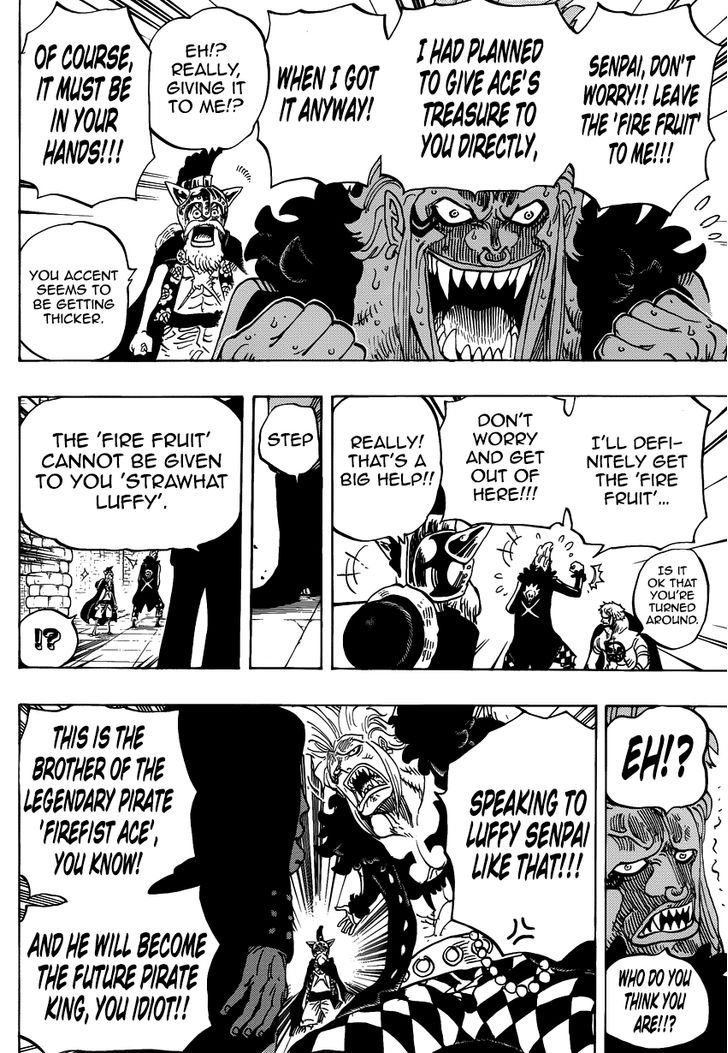 SENPAI, DON'T
WORRY!! LEAVE
THE 'FIRE FRUIT'
TO ME!!!
I HAD PLANNED
TO GIVE ACE'S
TREASURE TO
YOU DIRECTLY,
WHEN I GOT
IT ANYWAY!
EH!?
REALLY,
GIVING IT
TO ME!?
OF COURSE,
IT MUST BE
IN YOUR
HANDS!!!
YOU ACCENT
SEEMS TO
BE GETTING
THICKER.
I'LL DEFI-
NITELY GET
THE 'FIRE
FRUIT'...
DON'T
WORRY
AND GET
OUT OF
HERE!!!
REALLY!
THAT'S A
BIG HELP!!
IS IT
OK THAT
YOU'RE
TURNED
AROUND.
STEP
THE 'FIRE FRUIT'
CANNOT BE GIVEN
TO YOU 'STRAWHAT
LUFFY'.
!?
EH!?
WHO DO YOU
THINK YOU
ARE!!?
SPEAKING TO
LUFFY SENPAI
LIKE THAT!!!
THIS IS THE
BROTHER OF THE
LEGENDARY PIRATE
'FIREFIST ACE',
YOU KNOW!
AND HE WILL BECOME
THE FUTURE PIRATE
KING, YOU IDIOT!!